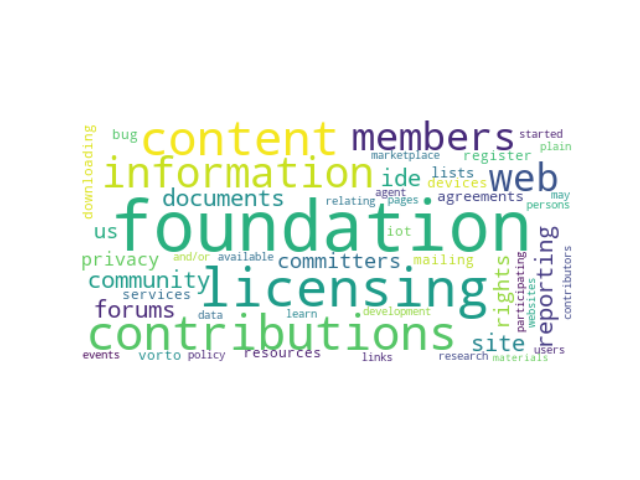 downloading bug content members started plain
marketplace register
information ide lists devices web
documents agent agreements may
relating pages persons
foundation
us iot
privacy and/or available committers mailing
community licensing rights participating websites reporting contributors
services
forums data learn development
contributions site
events vorto policy resources links research materials users